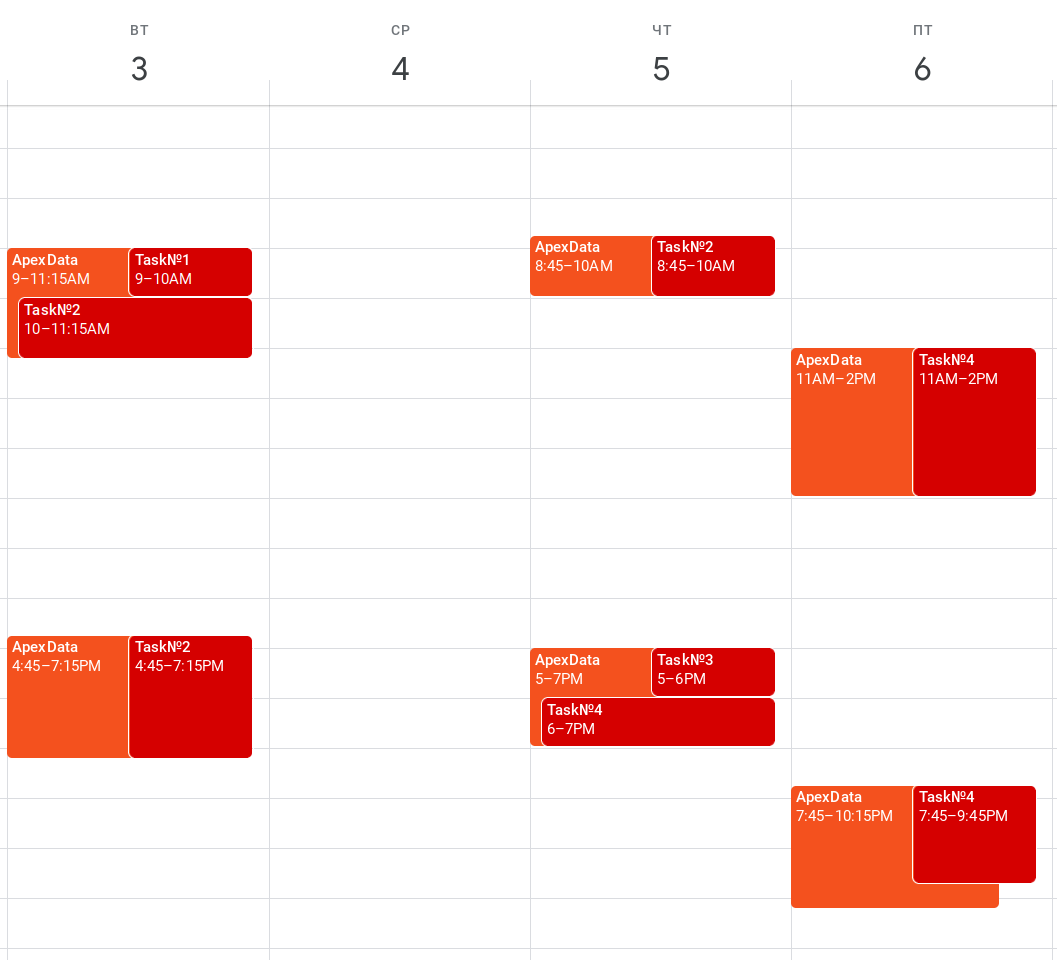 ВТ
3
СР
4
ЧТ
5
ПТ
6
ApexData
9–11:15AM
Task№1
9–10AM
Task№2
10–11:15AM
ApexData
4:45–7:15PM
Task№2
4:45–7:15PM
ApexData
8:45–10AM
Task№2
8:45–10AM
ApexData
5–7PM
Task№3
5–6PM
Task№4
6–7PM
ApexData
11AM–2PM
Task№4
11AM–2PM
ApexData
7:45–10:15PM
Task№4
7:45–9:45PM